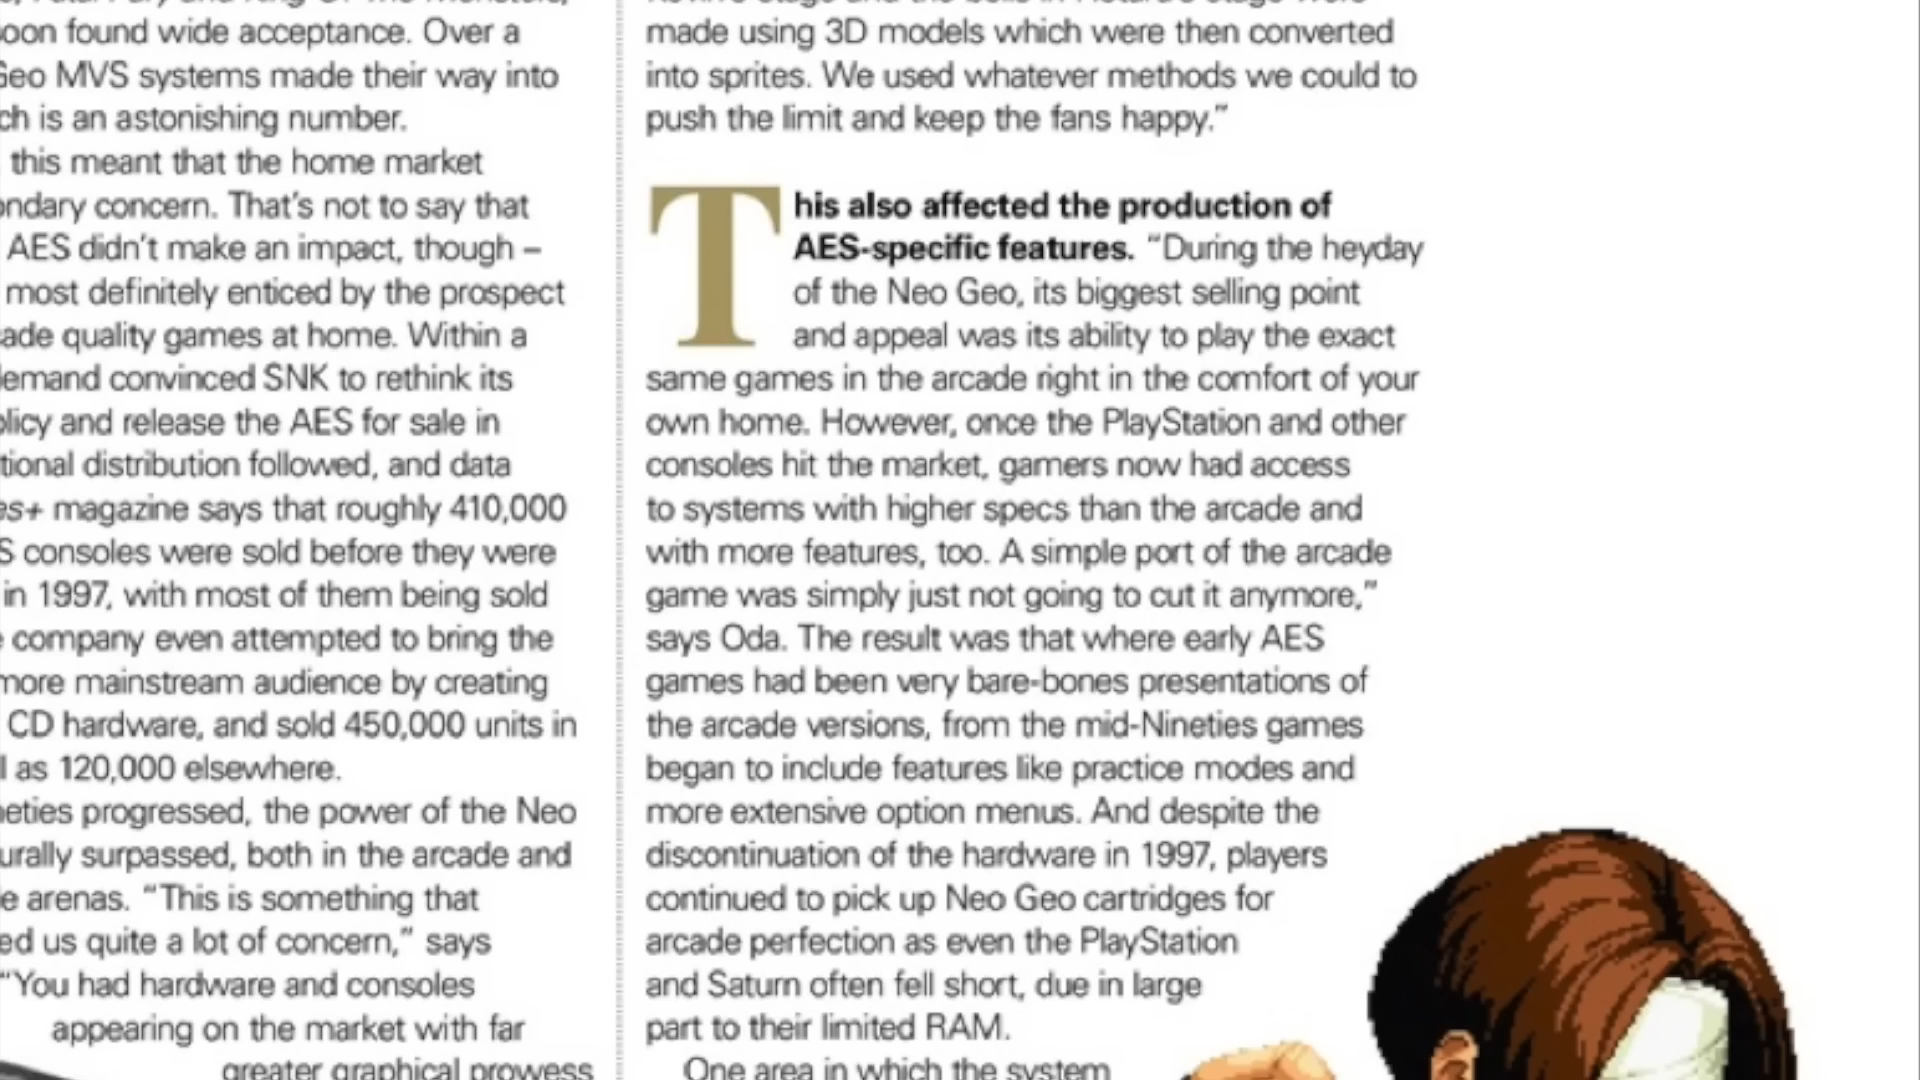 soon found wide acceptance. Over a
Geo MVS systems made their way into
ch is an astonishing number.
this meant that the home market
ondary concern. That's not to say that
AES didn't make an impact, though –
most definitely enticed by the prospect
ade quality games at home. Within a
demand convinced SNK to rethink its
olicy and release the AES for sale in
tional distribution followed, and data
es+ magazine says that roughly 410,000
S consoles were sold before they were
in 1997, with most of them being sold
e company even attempted to bring the
more mainstream audience by creating
CD hardware, and sold 450,000 units in
l as 120,000 elsewhere.
neties progressed, the power of the Neo
urally surpassed, both in the arcade and
e arenas. “This is something that
ed us quite a lot of concern,” says
“You had hardware and consoles
appearing on the market with far
greater graphical prowess
made using 3D models which were then converted
into sprites. We used whatever methods we could to
push the limit and keep the fans happy.”
This also affected the production of
AES-specific features. “During the heyday
of the Neo Geo, its biggest selling point
and appeal was its ability to play the exact
same games in the arcade right in the comfort of your
own home. However, once the PlayStation and other
consoles hit the market, gamers now had access
to systems with higher specs than the arcade and
with more features, too. A simple port of the arcade
game was simply just not going to cut it anymore,”
says Oda. The result was that where early AES
games had been very bare-bones presentations of
the arcade versions, from the mid-Nineties games
began to include features like practice modes and
more extensive option menus. And despite the
discontinuation of the hardware in 1997, players
continued to pick up Neo Geo cartridges for
arcade perfection as even the PlayStation
and Saturn often fell short, due in large
part to their limited RAM.
One area in which the system